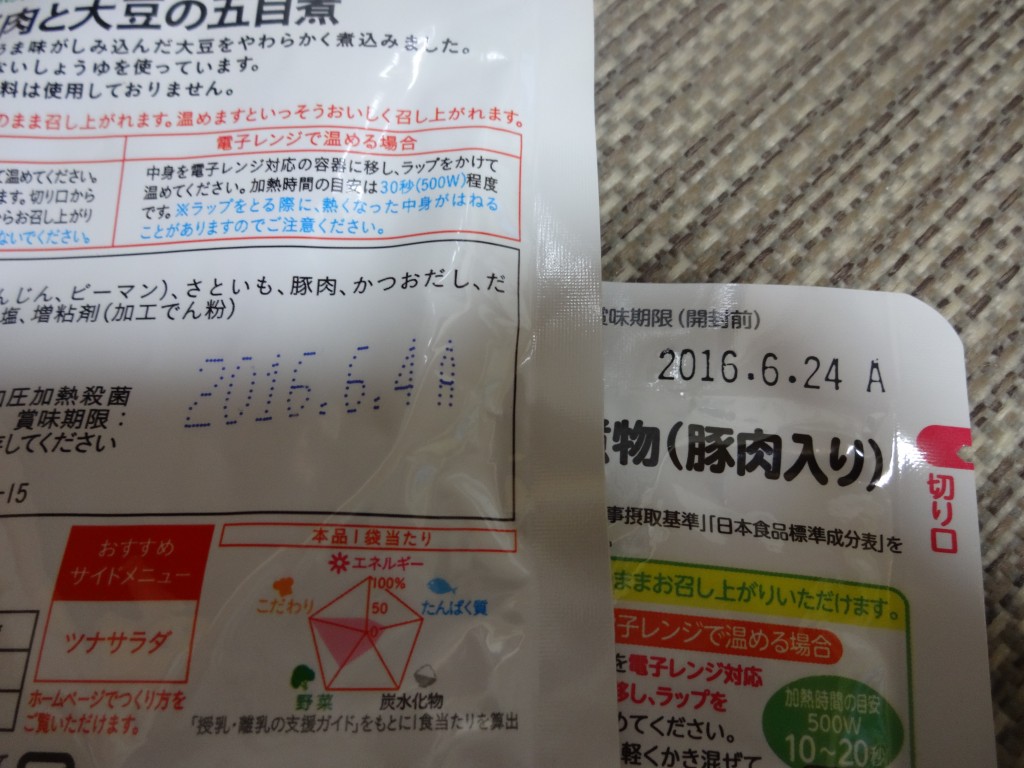 肉と大豆の五目煮
うま味がしみ込んだ大豆をやわらかく煮込みました。
ないしょうゆを使っています。
料は使用しておりません。
のまま召し上がれます。温めますといっそうおいしく召し上がれます。
電子レンジで温める場合
て温めてください。
ます。切り口から
からお召し上がり
ないでください。
中身を電子レンジ対応の容器に移し、ラップをかけて
温めてください。加熱時間の目安は30秒(500W)程度
です。※ラップをとる際に、熱くなった中身がはねる
ことがありますのでご注意ください。
んじん、ピーマン)、さといも、豚肉、かつおだし、だ
塩、増粘剤(加工でん粉)
圧加熱殺菌
賞味期限:
2016.6.4A
してください
-15
おすすめ
サイドメニュー
ツナサラダ
ホームページでつくり方を
ご覧いただけます。
本品1袋当たり
エネルギー
100%
50
0
こだわり
たんぱく質
野菜
炭水化物
「授乳・離乳の支援ガイド」をもとに1食当たりを算出
賞味期限(開封前)
2016.6.24 A
煮物(豚肉入り)
切り口
事摂取基準」「日本食品標準成分表」を
ままお召し上がりいただけます。
子レンジで温める場合
を電子レンジ対応
移し、ラップを
めてください。
軽くかき混ぜて
加熱時間の目安
500W
10～20秒